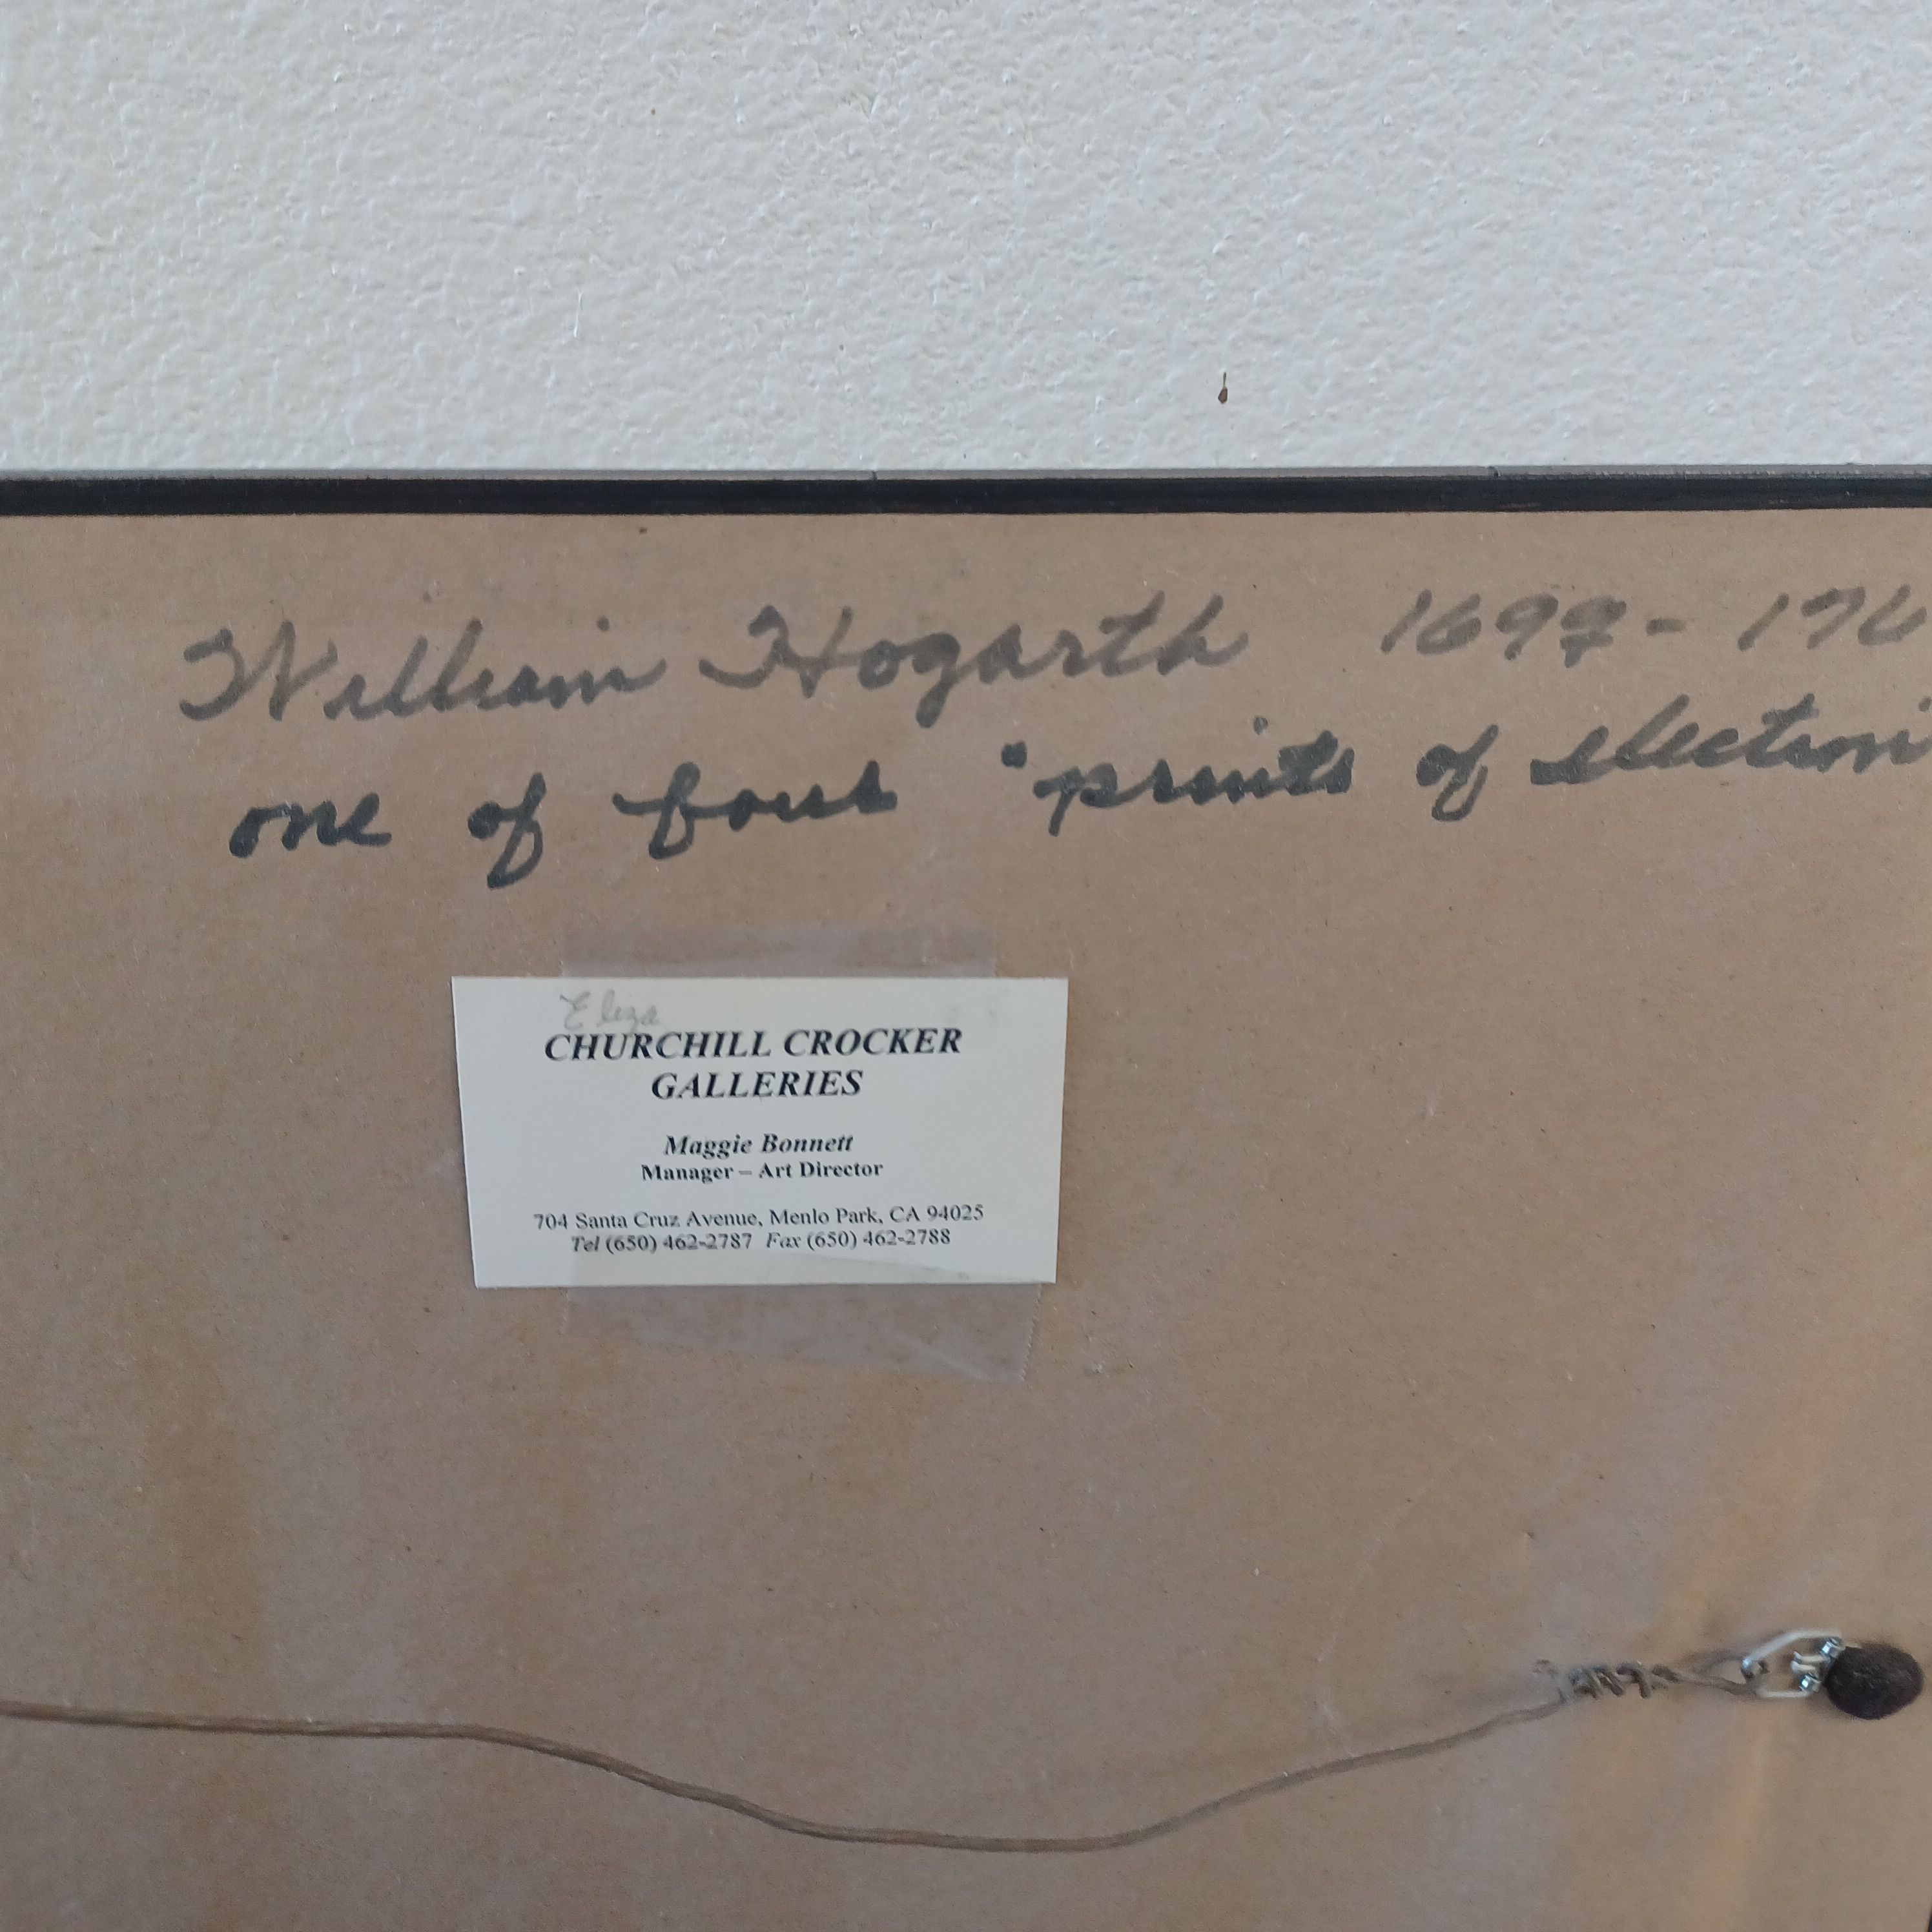 William Hogarth 1697 - 176
one of four "prints of election"
Eliza
CHURCHILL CROCKER
GALLERIES
Maggie Bonnett
Manager – Art Director
704 Santa Cruz Avenue, Menlo Park, CA 94025
Tel (650) 462-2787 Fax (650) 462-2788